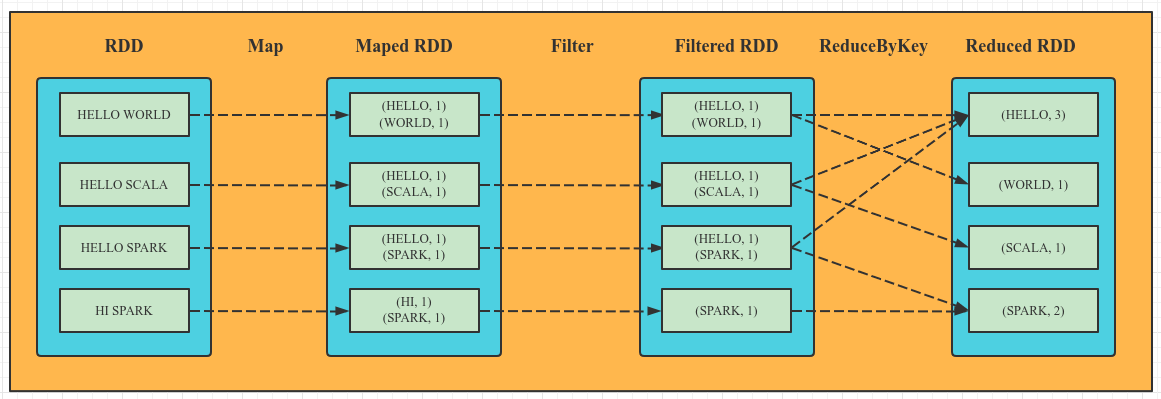 RDD
Map
Maped RDD
Filter
Filtered RDD
ReduceByKey
Reduced RDD
HELLO WORLD
HELLO SCALA
HELLO SPARK
HI SPARK
(HELLO, 1)
(WORLD, 1)
(HELLO, 1)
(SCALA, 1)
(HELLO, 1)
(SPARK, 1)
(HI, 1)
(SPARK, 1)
(HELLO, 1)
(WORLD, 1)
(HELLO, 1)
(SCALA, 1)
(HELLO, 1)
(SPARK, 1)
(SPARK, 1)
(HELLO, 3)
(WORLD, 1)
(SCALA, 1)
(SPARK, 2)